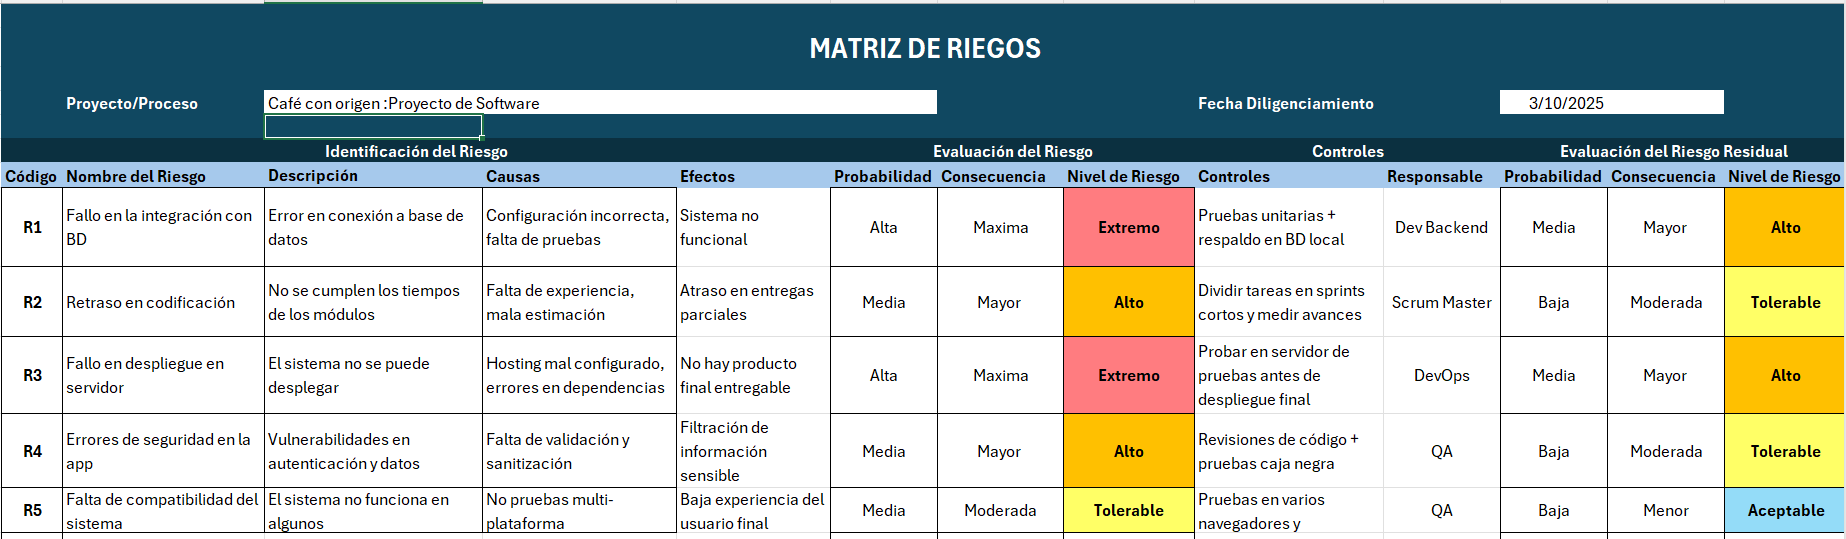 MATRIZ DE RIEGOS
Proyecto/Proceso
Café con origen :Proyecto de Software
Fecha Diligenciamiento
3/10/2025
Identificación del Riesgo
Evaluación del Riesgo
Controles
Evaluación del Riesgo Residual
Código
Nombre del Riesgo
Descripción
Causas
Efectos
Probabilidad
Consecuencia
Nivel de Riesgo
Controles
Responsable
Probabilidad
Consecuencia
Nivel de Riesgo
R1
Fallo en la integración con
BD
Error en conexión a base de
datos
Configuración incorrecta,
falta de pruebas
Sistema no
funcional
Alta
Maxima
Extremo
Pruebas unitarias +
respaldo en BD local
Dev Backend
Media
Mayor
Alto
R2
Retraso en codificación
No se cumplen los tiempos
de los módulos
Falta de experiencia,
mala estimación
Atraso en entregas
parciales
Media
Mayor
Alto
Dividir tareas en sprints
cortos y medir avances
Scrum Master
Baja
Moderada
Tolerable
R3
Fallo en despliegue en
servidor
El sistema no se puede
desplegar
Hosting mal configurado,
errores en dependencias
No hay producto
final entregable
Alta
Maxima
Extremo
Probar en servidor de
pruebas antes de
despliegue final
DevOps
Media
Mayor
Alto
R4
Errores de seguridad en la
app
Vulnerabilidades en
autenticación y datos
Falta de validación y
sanitización
Filtración de
información
sensible
Media
Mayor
Alto
Revisiones de código +
pruebas caja negra
QA
Baja
Moderada
Tolerable
R5
Falta de compatibilidad del
sistema
El sistema no funciona en
algunos
No pruebas multi-
plataforma
Baja experiencia del
usuario final
Media
Moderada
Tolerable
Pruebas en varios
navegadores y
QA
Baja
Menor
Aceptable